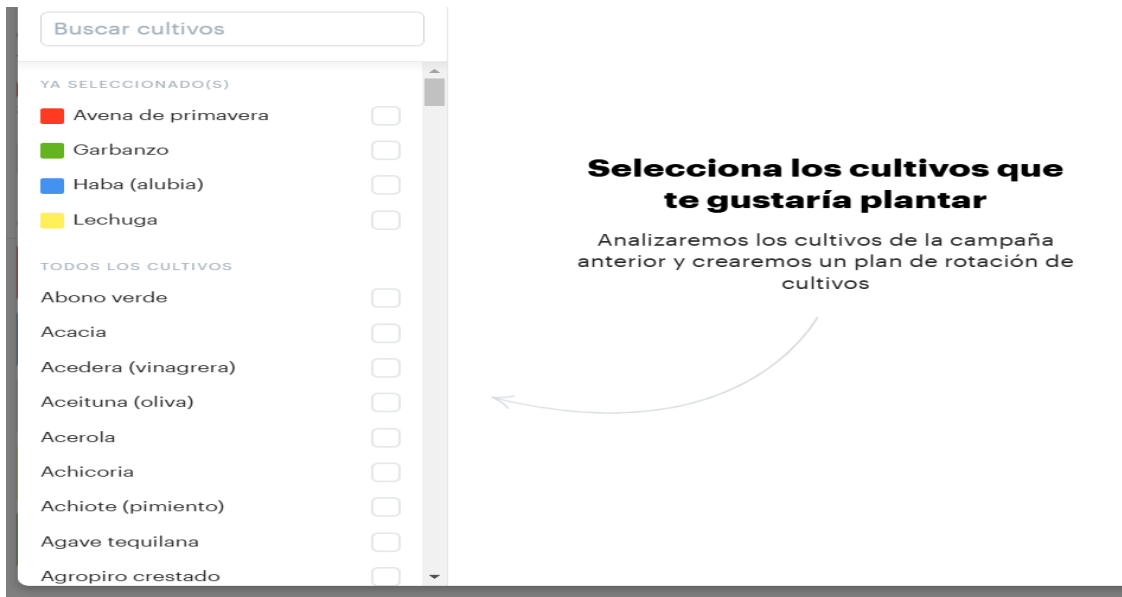 Buscar cultivos
YA SELECCIONADO(S)
Avena de primavera
Garbanzo
Haba (alubia)
Lechuga
TODOS LOS CULTIVOS
Abono verde
Acacia
Acedera (vinagrera)
Aceituna (oliva)
Acerola
Achicoria
Achiote (pimiento)
Agave tequilana
Agropiro crestado
Selecciona los cultivos que
te gustaría plantar
Analizaremos los cultivos de la campaña
anterior y crearemos un plan de rotación de
cultivos